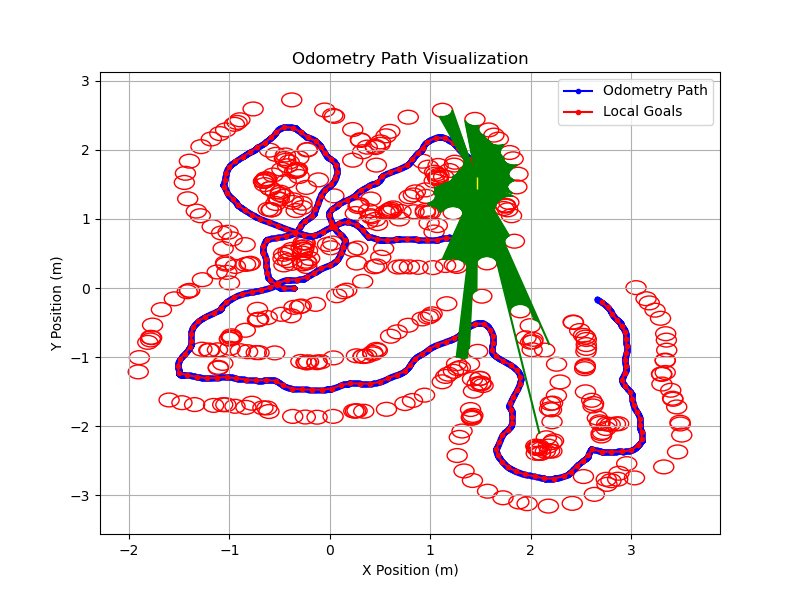 Odometry Path Visualization
Odometry Path
Local Goals
Y Position (m)
3
2
1
0
−1
−2
−3
−2
−1
0
1
2
3
X Position (m)